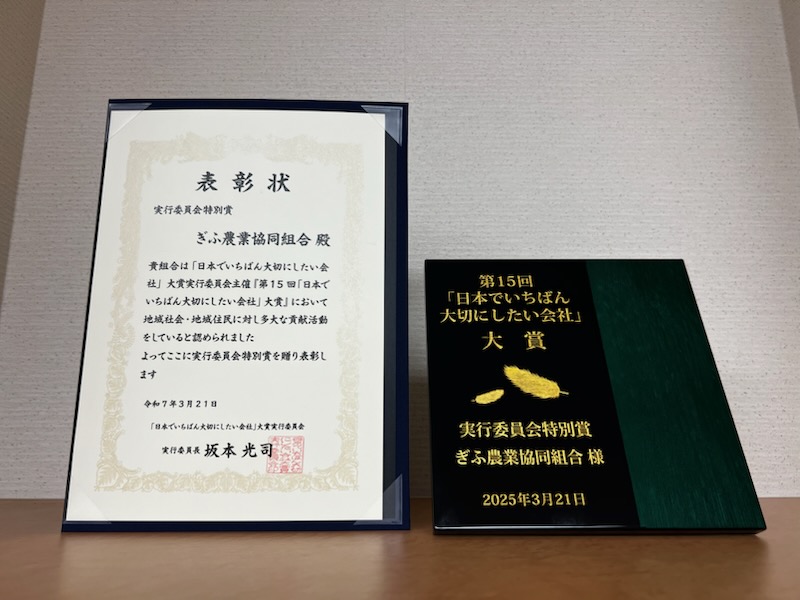 表彰状
実行委員会特別賞
ぎふ農業協同組合 殿
貴組合は「日本でいちばん大切にしたい会
社」大賞実行委員会主催『第15回「日本で
いちばん大切にしたい会社」大賞』において
地域社会・地域住民に対し多大な貢献活動
をしていると認められました
よってここに実行委員会特別賞を贈り表彰し
ます
令和7年3月21日
「日本でいちばん大切にしたい会社」大賞実行委員会
実行委員長 坂本 光司
第15回
「日本でいちばん
大切にしたい会社」
大賞
実行委員会特別賞
ぎふ農業協同組合 様
2025年3月21日